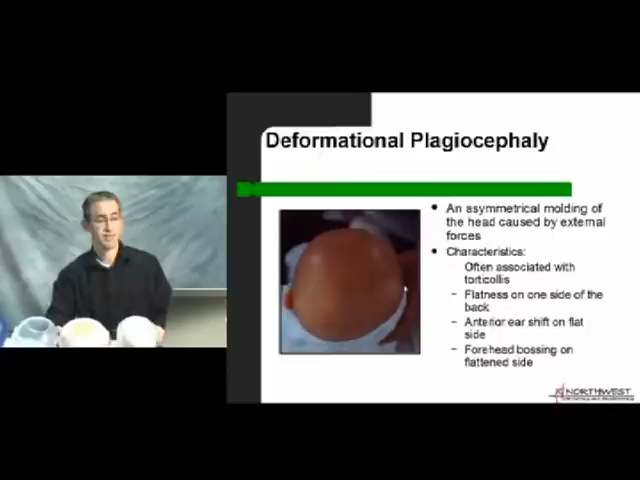 Deformational Plagiocephaly
• An asymmetrical molding of
the head caused by external
forces
• Characteristics:
Often associated with
torticollis
– Flatness on one side of the
back
– Anterior ear shift on flat
side
– Forehead bossing on
flattened side
NORTHWEST